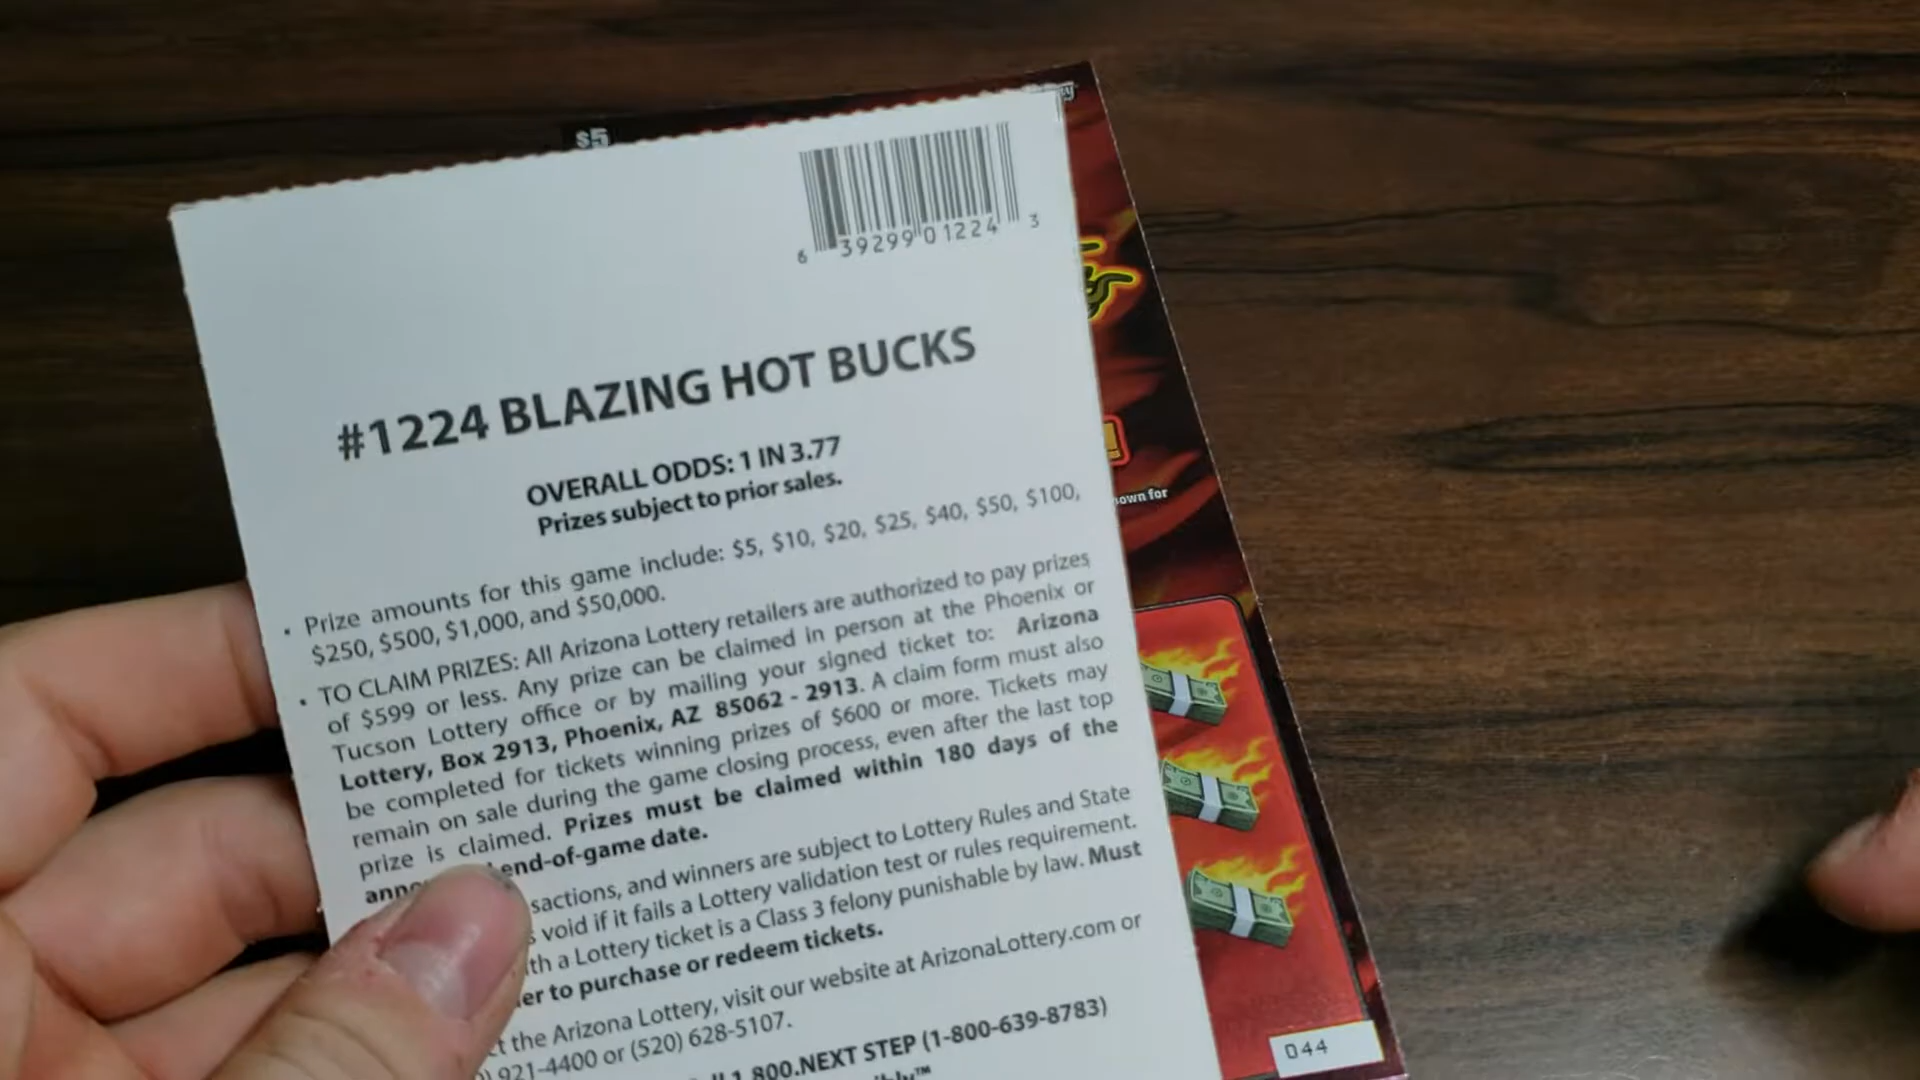 $5
6 39299 01224 3
#1224 BLAZING HOT BUCKS
OVERALL ODDS: 1 IN 3.77
Prizes subject to prior sales.
• Prize amounts for this game include: $5, $10, $20, $25, $40, $50, $100,
$250, $500, $1,000, and $50,000.
own for
• TO CLAIM PRIZES: All Arizona Lottery retailers are authorized to pay prizes
of $599 or less. Any prize can be claimed in person at the Phoenix or
Tucson Lottery office or by mailing your signed ticket to: Arizona
Lottery, Box 2913, Phoenix, AZ 85062 - 2913. A claim form must also
be completed for tickets winning prizes of $600 or more. Tickets may
remain on sale during the game closing process, even after the last top
prize is claimed. Prizes must be claimed within 180 days of the
end-of-game date.
sactions, and winners are subject to Lottery Rules and State
void if it fails a Lottery validation test or rules requirement.
ith a Lottery ticket is a Class 3 felony punishable by law. Must
er to purchase or redeem tickets.
ct the Arizona Lottery, visit our website at ArizonaLottery.com or
921-4400 or (520) 628-5107.
1.800.NEXT STEP (1-800-639-8783)
044